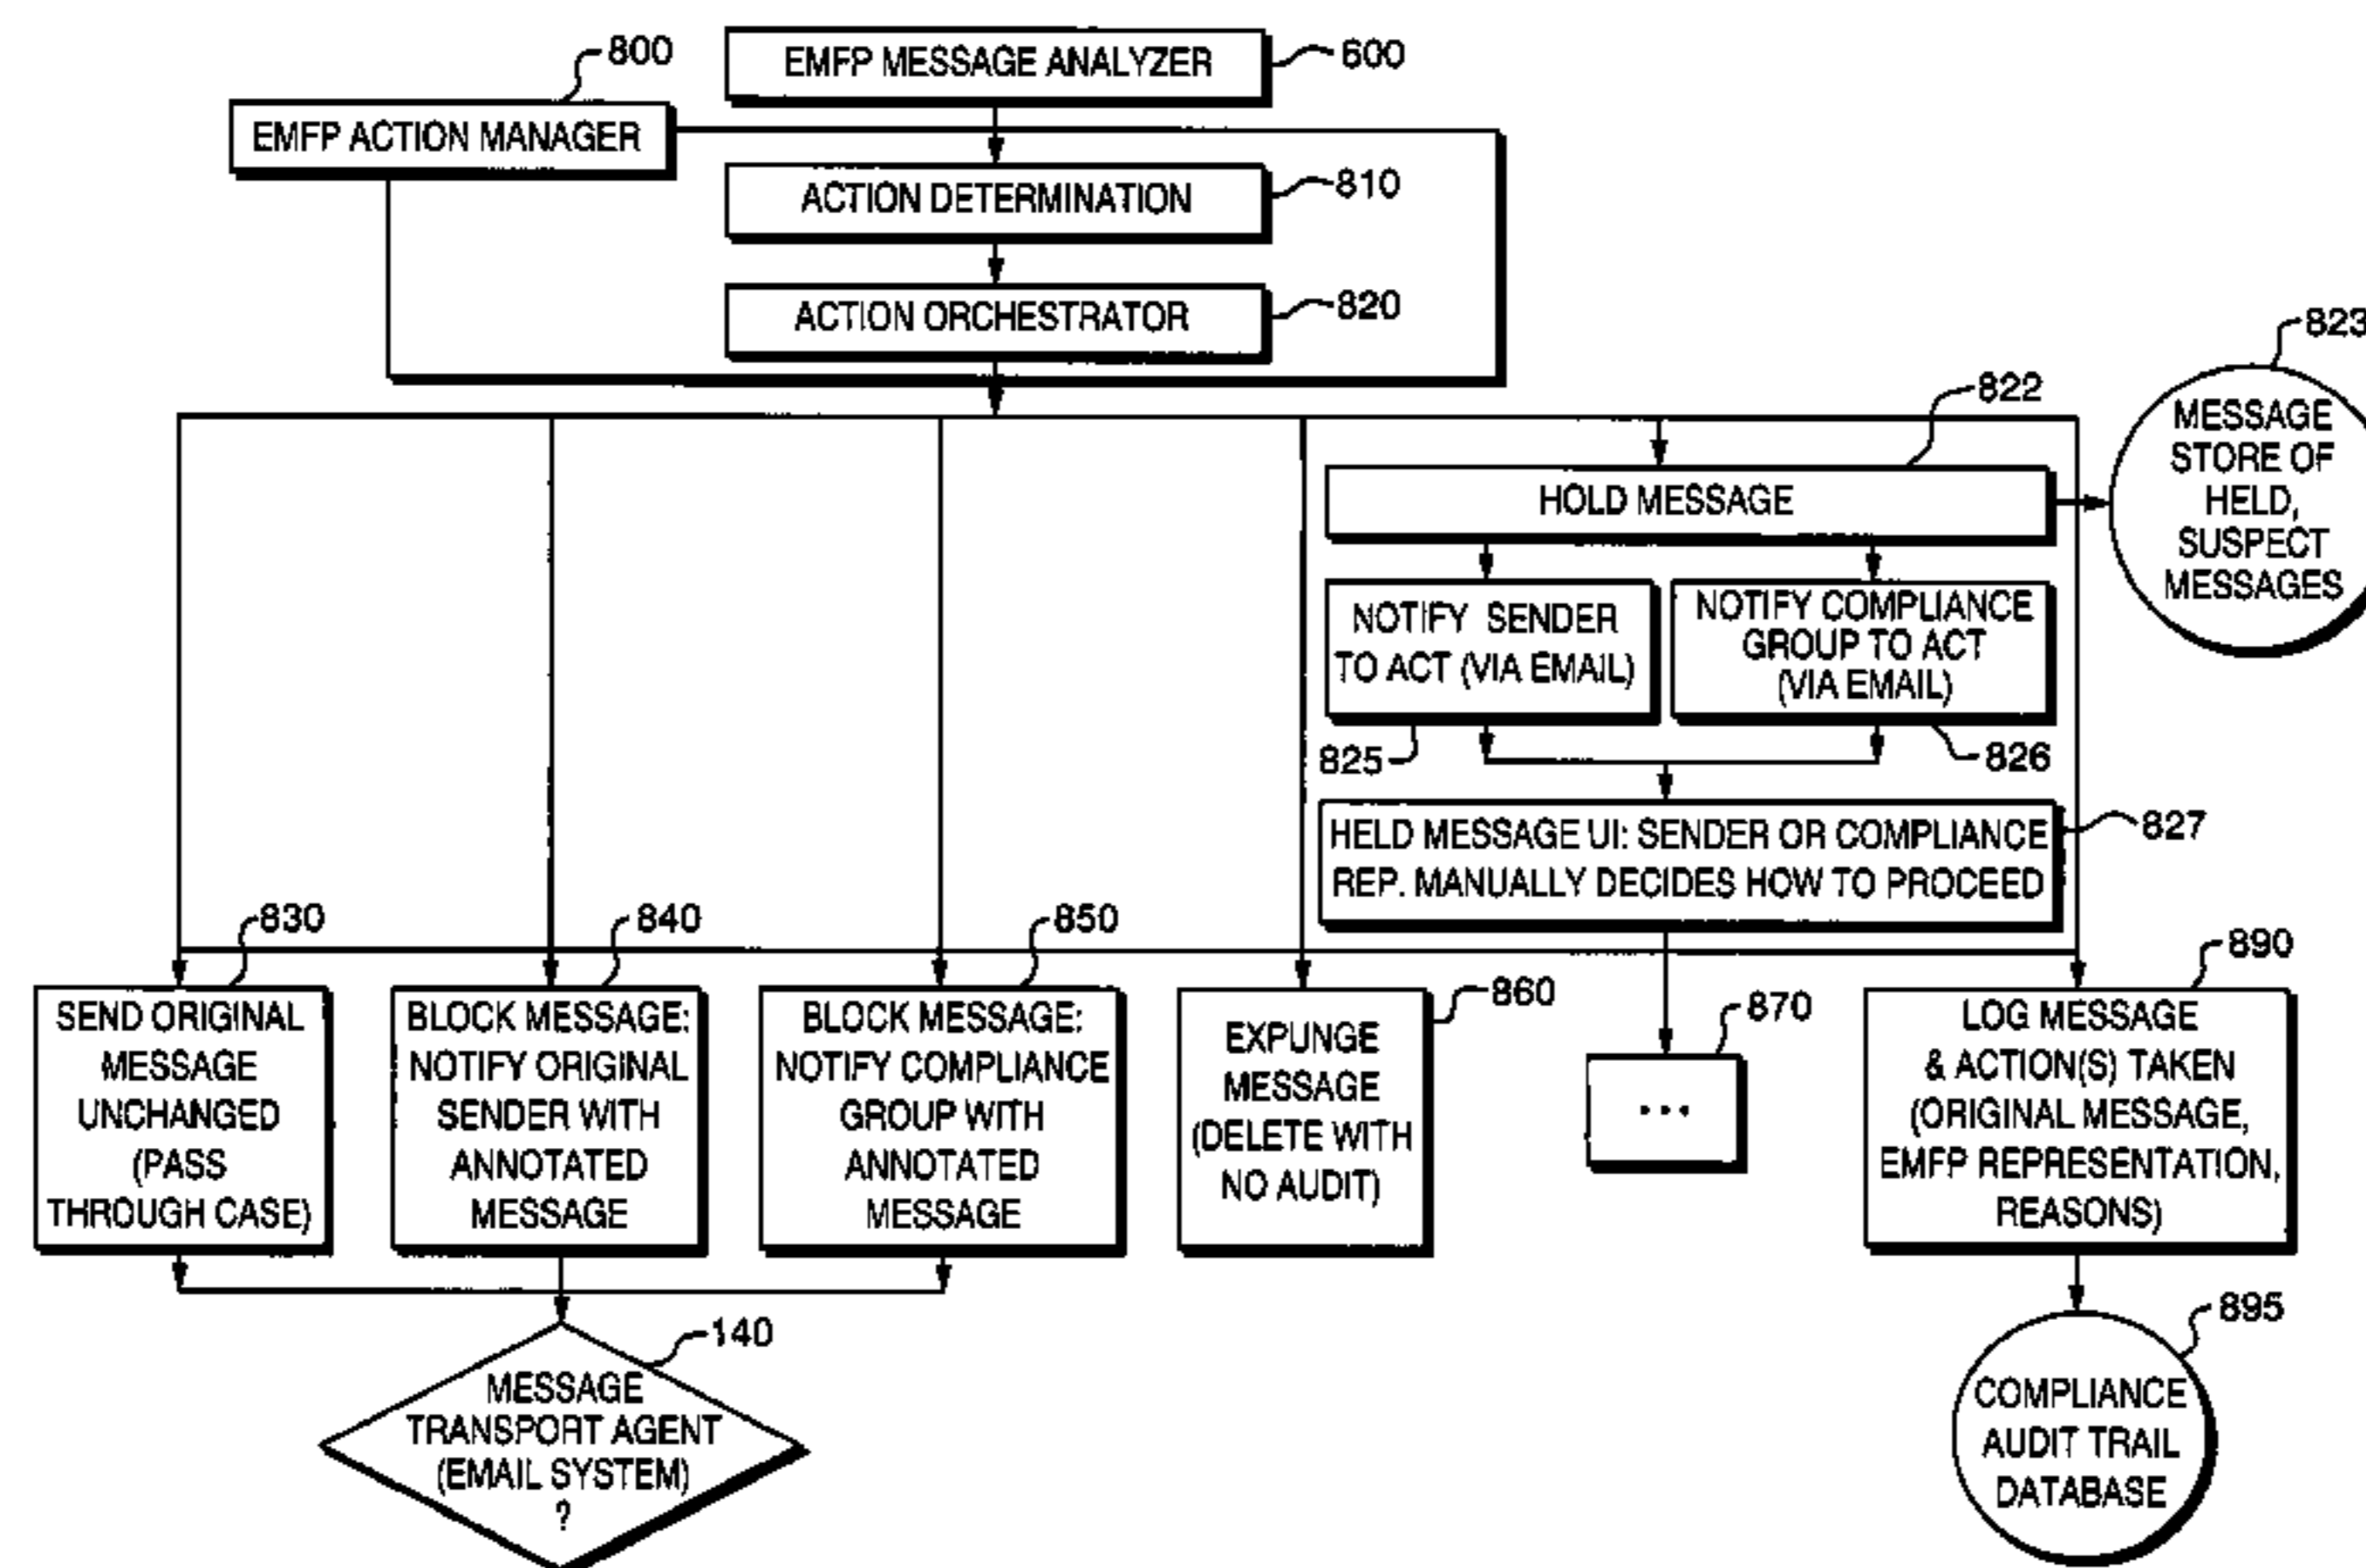 800
EMFP MESSAGE ANALYZER
600
EMFP ACTION MANAGER
ACTION DETERMINATION
810
ACTION ORCHESTRATOR
820
823
MESSAGE
STORE OF
HELD,
SUSPECT
MESSAGES
822
HOLD MESSAGE
NOTIFY SENDER
TO ACT (VIA EMAIL)
825
NOTIFY COMPLIANCE
GROUP TO ACT
(VIA EMAIL)
826
HELD MESSAGE UI: SENDER OR COMPLIANCE
REP. MANUALLY DECIDES HOW TO PROCEED
827
830
SEND ORIGINAL
MESSAGE
UNCHANGED
(PASS
THROUGH CASE)
840
BLOCK MESSAGE:
NOTIFY ORIGINAL
SENDER WITH
ANNOTATED
MESSAGE
850
BLOCK MESSAGE:
NOTIFY COMPLIANCE
GROUP WITH
ANNOTATED
MESSAGE
860
EXPUNGE
MESSAGE
(DELETE WITH
NO AUDIT)
870
...
890
LOG MESSAGE
& ACTION(S) TAKEN
(ORIGINAL MESSAGE,
EMFP REPRESENTATION,
REASONS)
140
MESSAGE
TRANSPORT AGENT
(EMAIL SYSTEM)
?
895
COMPLIANCE
AUDIT TRAIL
DATABASE